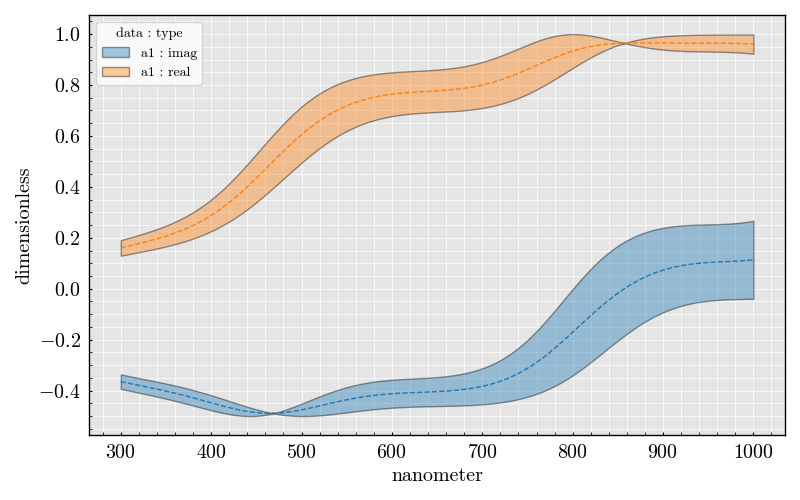 data : type
a1 : imag
a1 : real
1.0
0.8
0.6
0.4
0.2
0.0
−0.2
−0.4
dimensionless
300 400 500 600 700 800 900 1000
nanometer